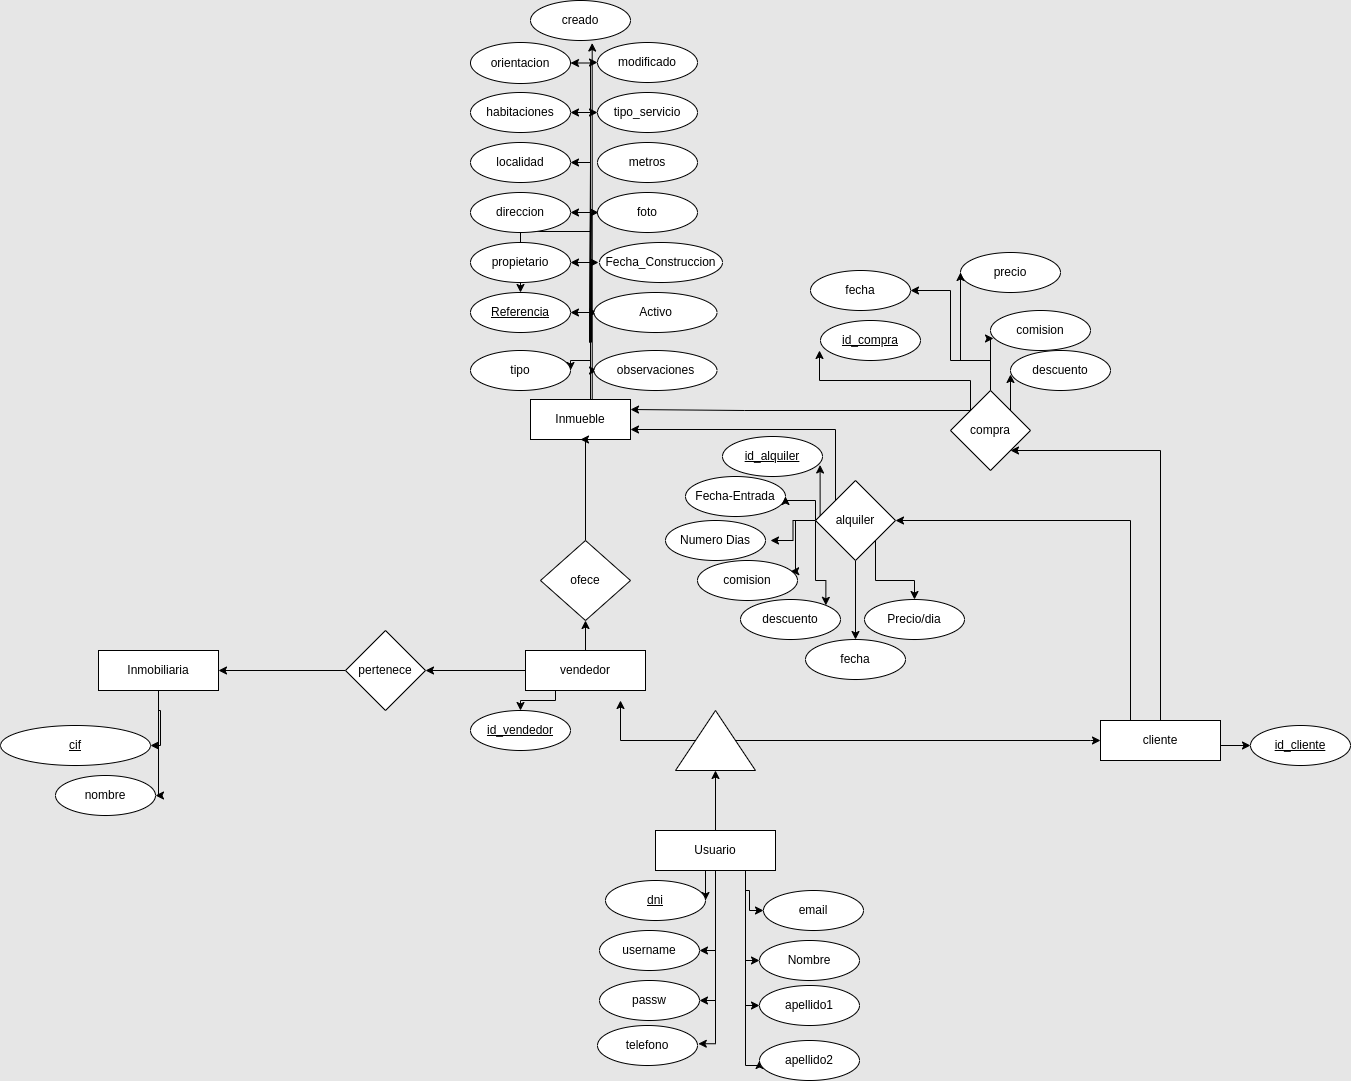 creado
orientacion
modificado
habitaciones
tipo_servicio
localidad
metros
direccion
foto
propietario
Fecha_Construccion
Referencia
Activo
tipo
observaciones
Inmueble
fecha
precio
id_compra
comision
descuento
compra
id_alquiler
Fecha-Entrada
Numero Dias
alquiler
comision
descuento
Precio/dia
fecha
ofece
Inmobiliaria
pertenece
vendedor
id_vendedor
cif
nombre
cliente
id_cliente
Usuario
dni
email
username
Nombre
passw
apellido1
telefono
apellido2